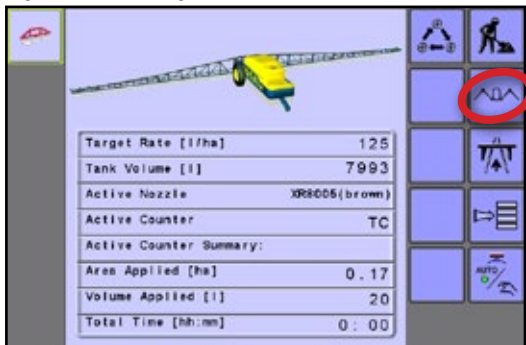 Target Rate [l/ha] 125
Tank Volume [l] 7993
Active Nozzle XR8005(brown)
Active Counter TC
Active Counter Summary:
Area Applied [ha] 0.17
Volume Applied [l] 20
Total Time [hh:mm] 0: 00
AUTO